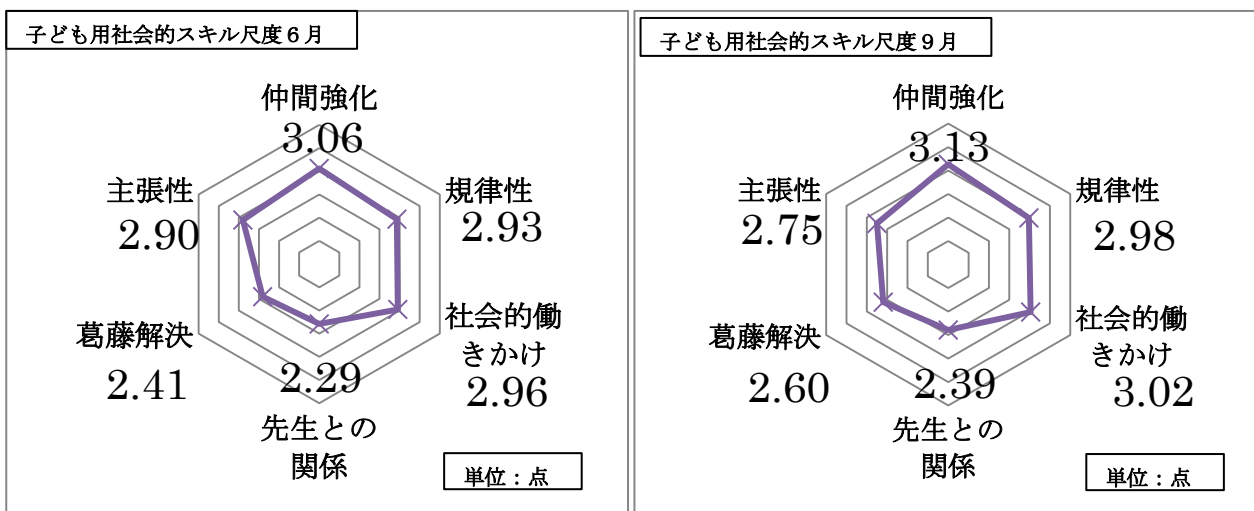 子ども用社会的スキル尺度６月
仲間強化
3.06
主張性
2.90
規律性
2.93
葛藤解決
2.41
社会的働
きかけ
2.96
2.29
先生との
関係
単位：点
子ども用社会的スキル尺度９月
仲間強化
3.13
主張性
2.75
規律性
2.98
葛藤解決
2.60
社会的働
きかけ
3.02
2.39
先生との
関係
単位：点